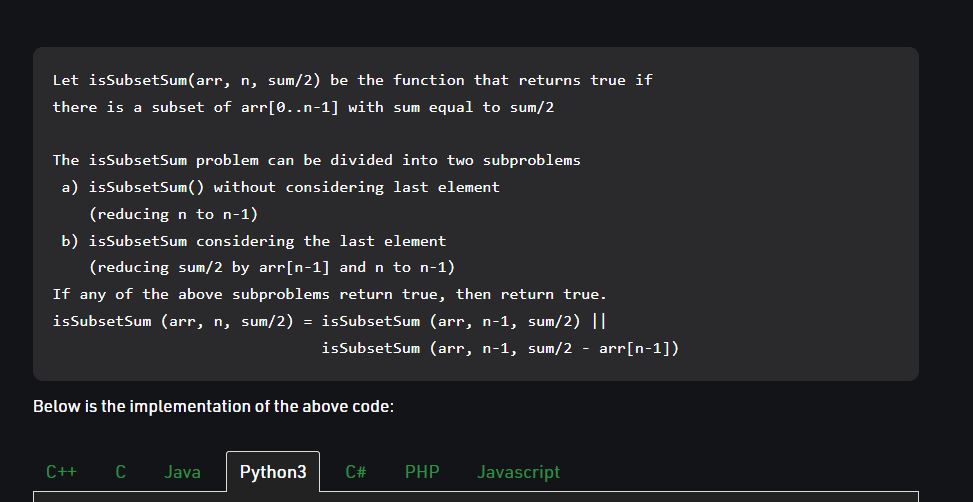 Let isSubsetSum(arr, n, sum/2) be the function that returns true if
there is a subset of arr[0..n-1] with sum equal to sum/2
The isSubsetSum problem can be divided into two subproblems
a) isSubsetSum() without considering last element
(reducing n to n-1)
b) isSubsetSum considering the last element
(reducing sum/2 by arr[n-1] and n to n-1)
If any of the above subproblems return true, then return true.
isSubsetSum (arr, n, sum/2) = isSubsetSum (arr, n-1, sum/2) ||
isSubsetSum (arr, n-1, sum/2 - arr[n-1])
Below is the implementation of the above code:
C++ C Java Python3 C# PHP Javascript